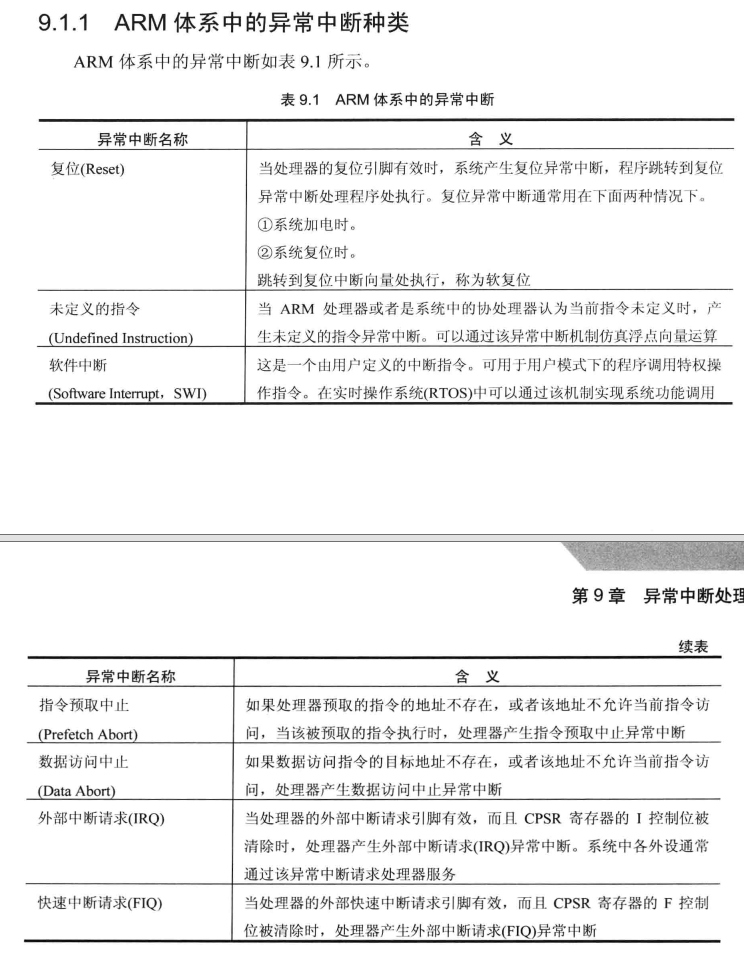 9.1.1 ARM 体系中的异常中断种类
ARM 体系中的异常中断如表 9.1 所示。
表 9.1 ARM 体系中的异常中断
异常中断名称 含 义
复位(Reset) 当处理器的复位引脚有效时，系统产生复位异常中断，程序跳转到复位
异常中断处理程序处执行。复位异常中断通常用在下面两种情况下。
①系统加电时。
②系统复位时。
跳转到复位中断向量处执行，称为软复位
未定义的指令 当 ARM 处理器或者是系统中的协处理器认为当前指令未定义时，产
(Undefined Instruction) 生未定义的指令异常中断。可以通过该异常中断机制仿真浮点向量运算
软件中断 这是一个由用户定义的中断指令。可用于用户模式下的程序调用特权操
(Software Interrupt，SWI) 作指令。在实时操作系统(RTOS)中可以通过该机制实现系统功能调用
第 9 章 异常中断处理
续表
异常中断名称 含 义
指令预取中止 如果处理器预取的指令的地址不存在，或者该地址不允许当前指令访
(Prefetch Abort) 问，当该被预取的指令执行时，处理器产生指令预取中止异常中断
数据访问中止 如果数据访问指令的目标地址不存在，或者该地址不允许当前指令访
(Data Abort) 问，处理器产生数据访问中止异常中断
外部中断请求(IRQ) 当处理器的外部中断请求引脚有效，而且 CPSR 寄存器的 I 控制位被
清除时，处理器产生外部中断请求(IRQ)异常中断。系统中各外设通常
通过该异常中断请求处理器服务
快速中断请求(FIQ) 当处理器的外部快速中断请求引脚有效，而且 CPSR 寄存器的 F 控制
位被清除时，处理器产生外部中断请求(FIQ)异常中断